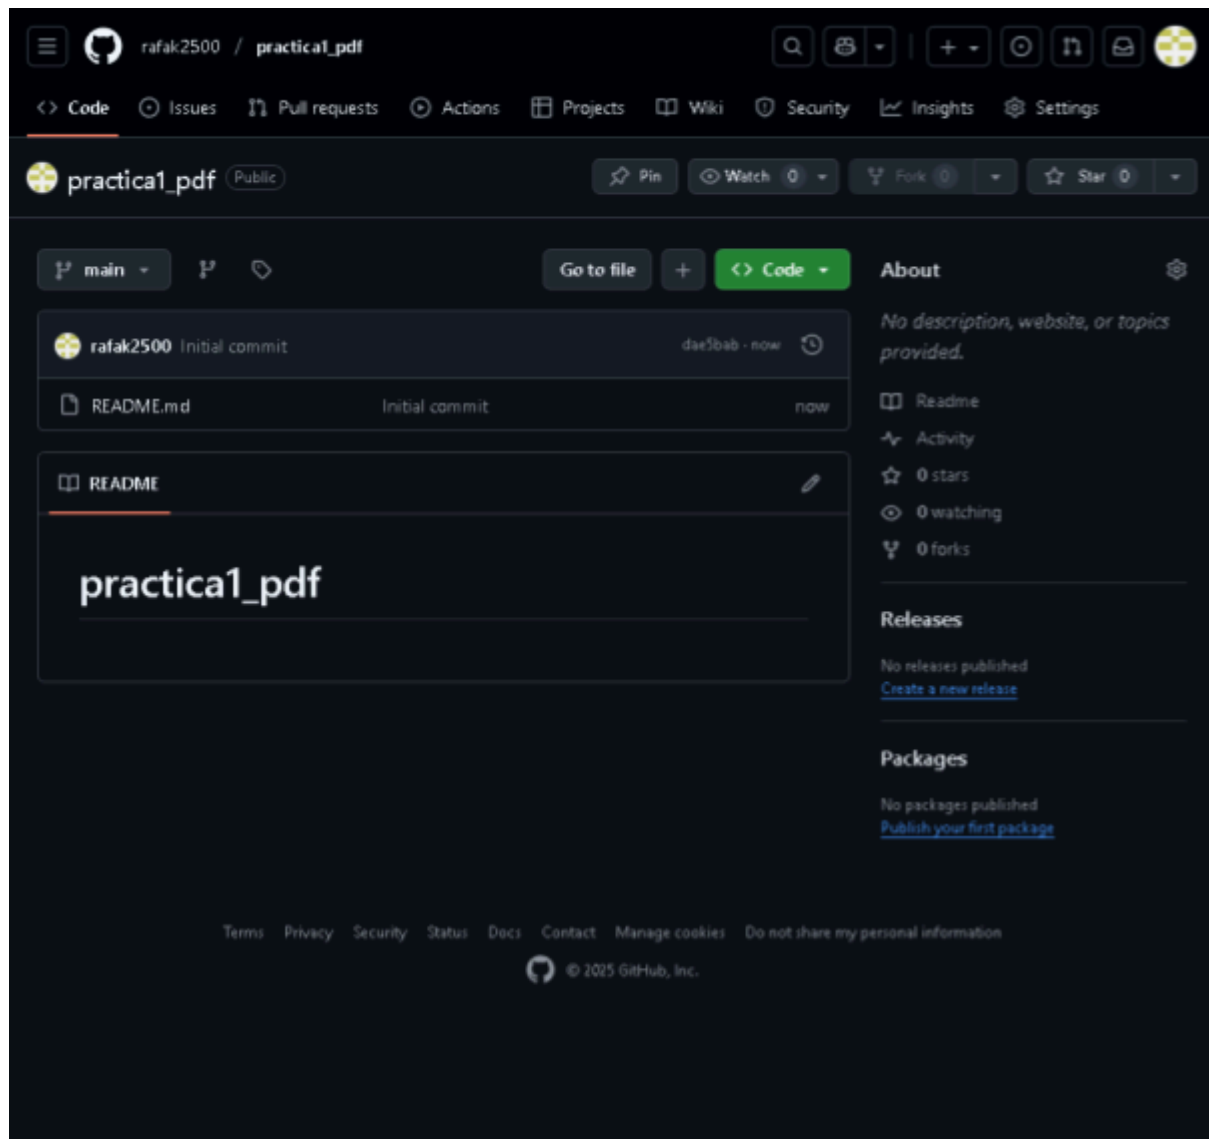 rafak2500 / practica1_pdf
Code Issues Pull requests Actions Projects Wiki Security Insights Settings
practica1_pdf Public Pin Watch 0 Fork 0 Star 0
main Go to file Code
rafak2500 Initial commit dae5bab · now
README.md Initial commit now
README
practica1_pdf
About
No description, website, or topics
provided.
Readme
Activity
0 stars
0 watching
0 forks
Releases
No releases published
Create a new release
Packages
No packages published
Publish your first package
Terms Privacy Security Status Docs Contact Manage cookies Do not share my personal information
© 2025 GitHub, Inc.